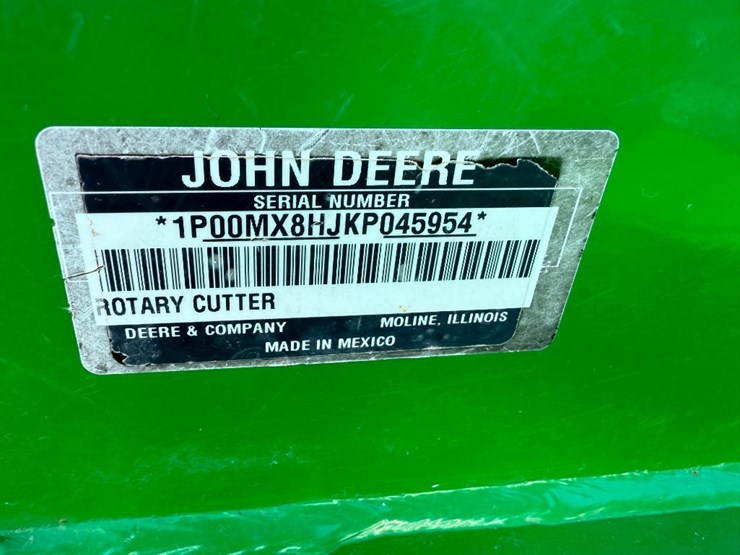 JOHN DEERE
SERIAL NUMBER
*1P00MX8HJKP045954*
ROTARY CUTTER
DEERE & COMPANY MOLINE, ILLINOIS
MADE IN MEXICO